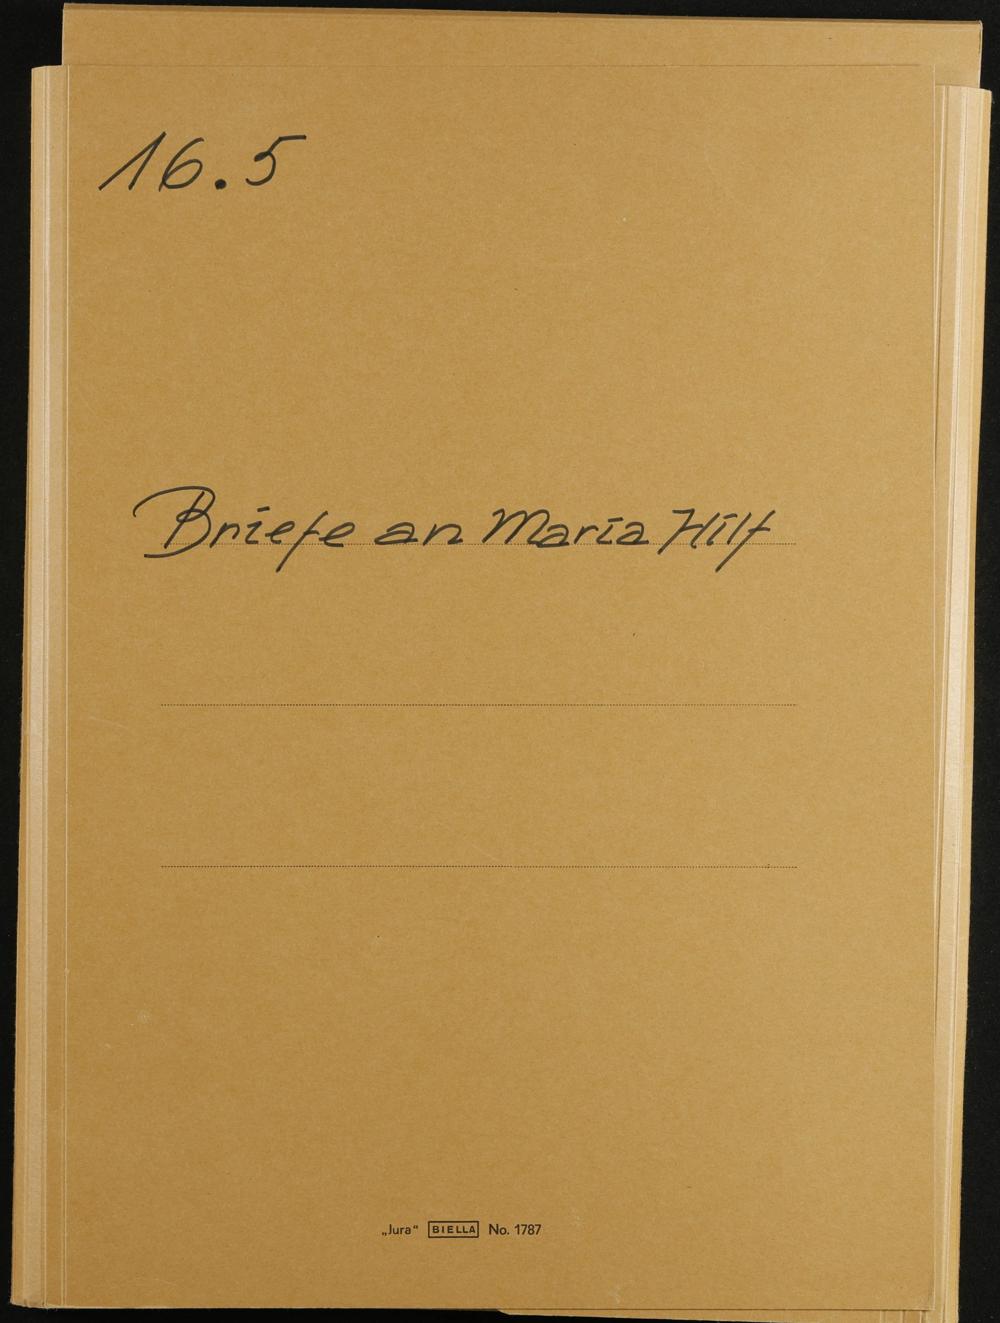 16.5
Briefe an Maria Hilf
„Jura“ BIELLA No. 1787